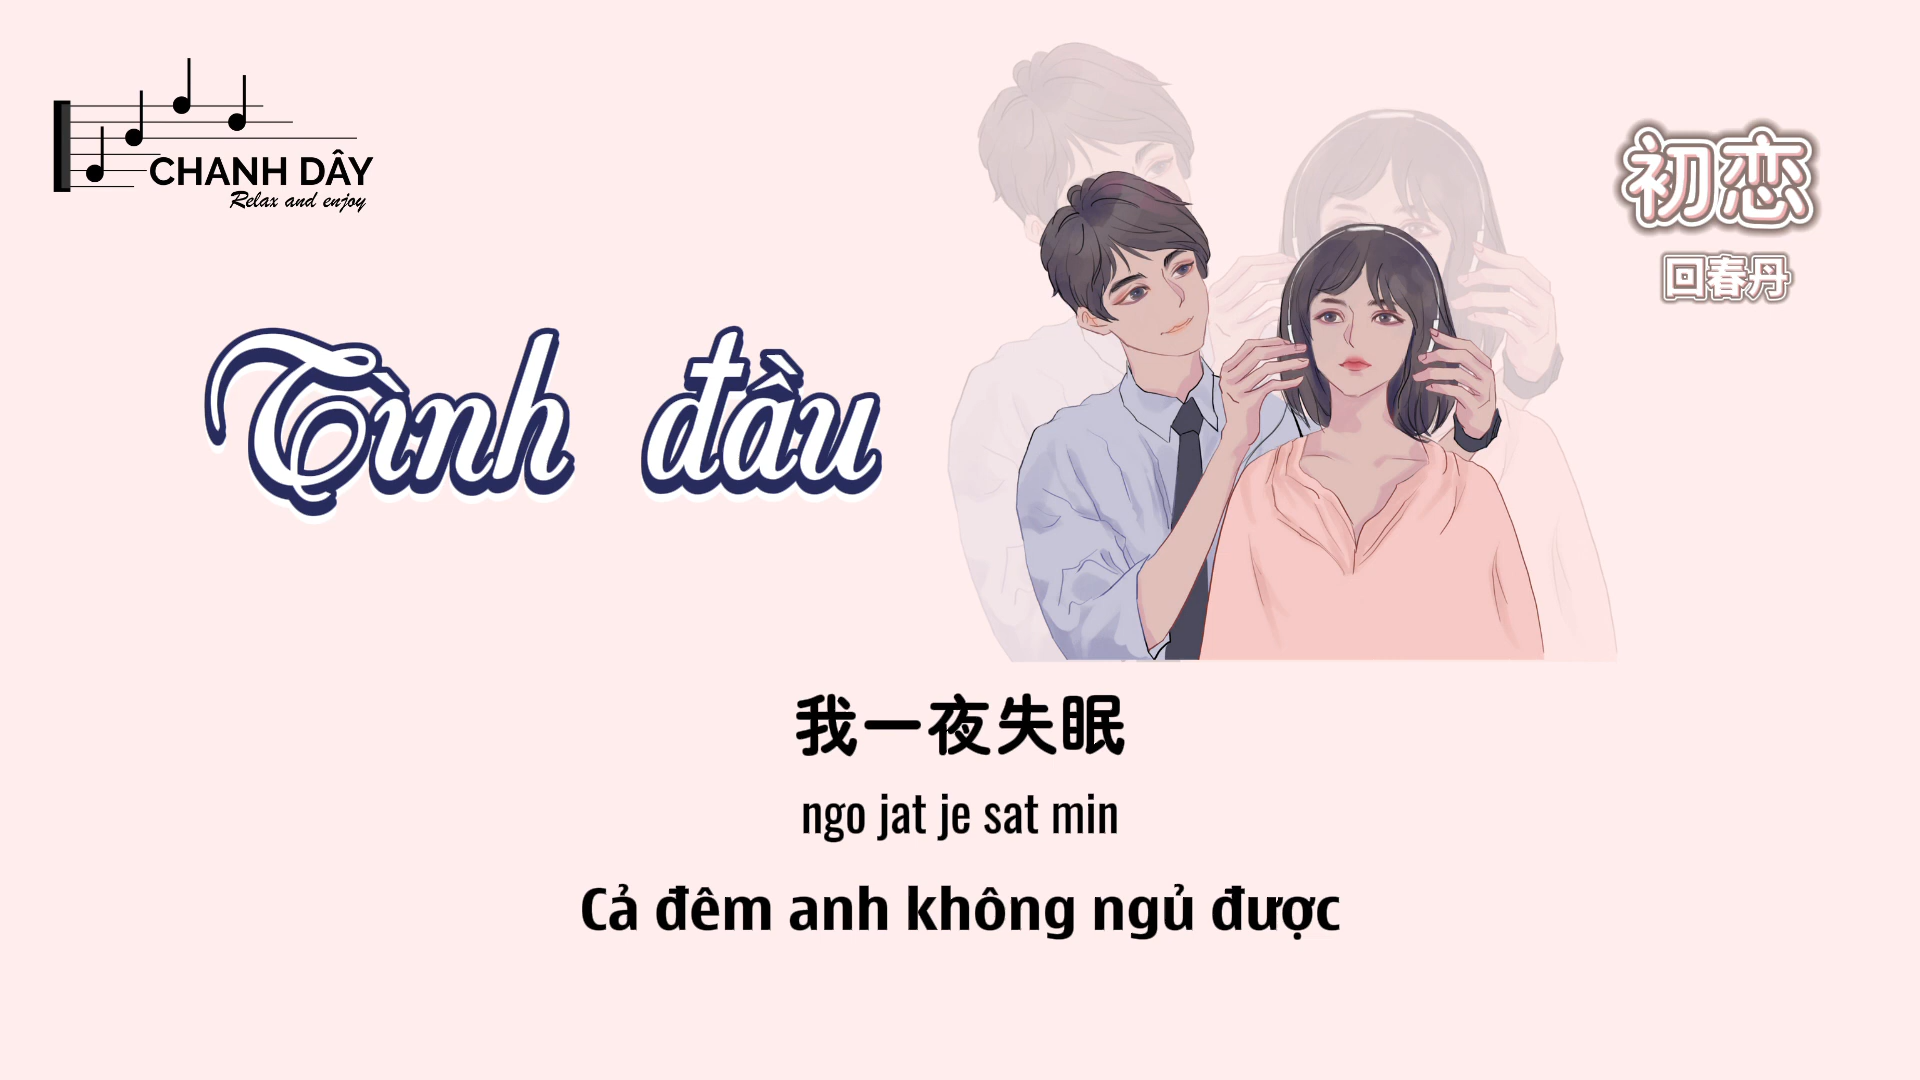 CHANH DÂY
Relax and enjoy
初恋
回春丹
Tình đầu
我一夜失眠
ngo jat je sat min
Cả đêm anh không ngủ được